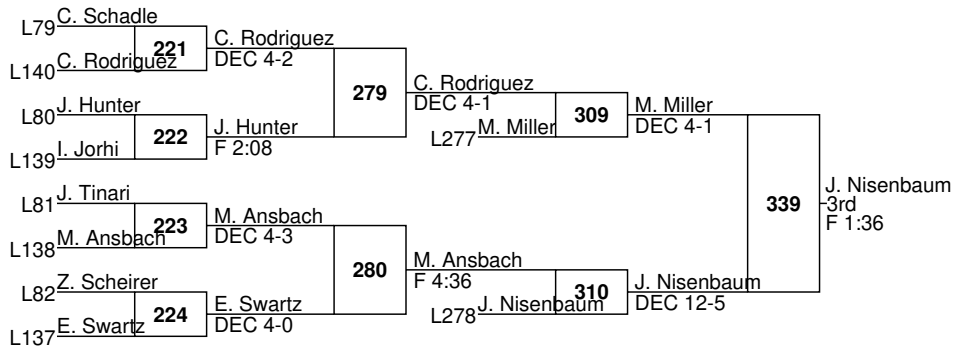 C. Schadle
L79
221
C. Rodriguez
DEC 4-2
C. Rodriguez
L140
279
C. Rodriguez
DEC 4-1
J. Hunter
L80
222
J. Hunter
F 2:08
I. Jorhi
L139
M. Miller
L277
309
M. Miller
DEC 4-1
J. Tinari
L81
223
M. Ansbach
DEC 4-3
M. Ansbach
L138
280
M. Ansbach
F 4:36
Z. Scheirer
L82
224
E. Swartz
DEC 4-0
E. Swartz
L137
J. Nisenbaum
L278
310
J. Nisenbaum
DEC 12-5
339
J. Nisenbaum
3rd
F 1:36